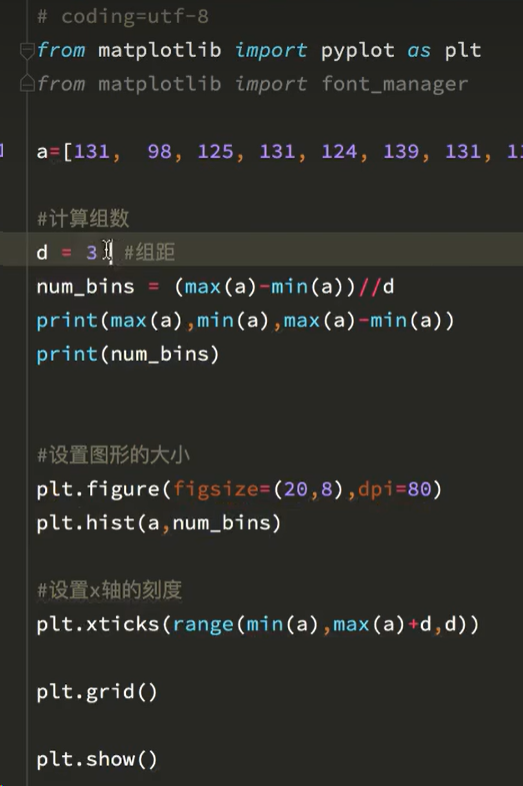 # coding=utf-8
from matplotlib import pyplot as plt
from matplotlib import font_manager
a=[131,  98, 125, 131, 124, 139, 131,
#计算组数
d = 3 #组距
num_bins = (max(a)-min(a))//d
print(max(a),min(a),max(a)-min(a))
print(num_bins)
#设置图形的大小
plt.figure(figsize=(20,8),dpi=80)
plt.hist(a,num_bins)
#设置x轴的刻度
plt.xticks(range(min(a),max(a)+d,d))
plt.grid()
plt.show()